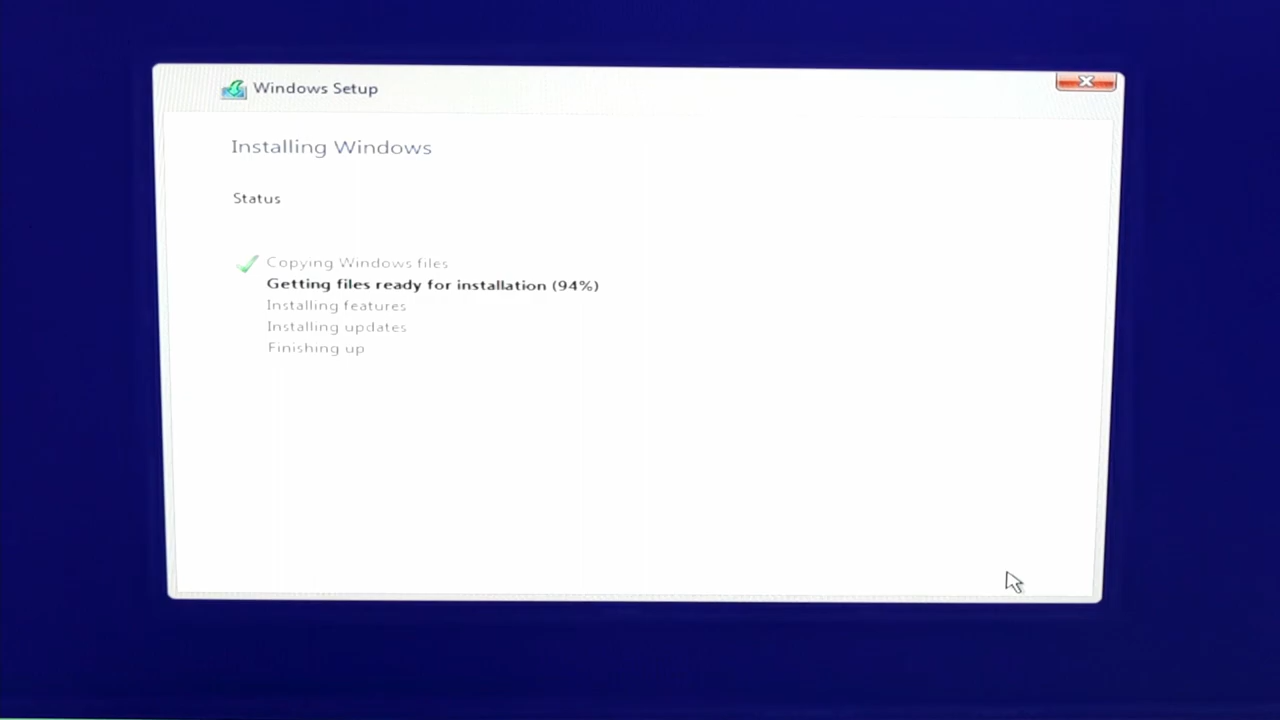 Windows Setup
Installing Windows
Status
Copying Windows files
Getting files ready for installation (94%)
Installing features
Installing updates
Finishing up